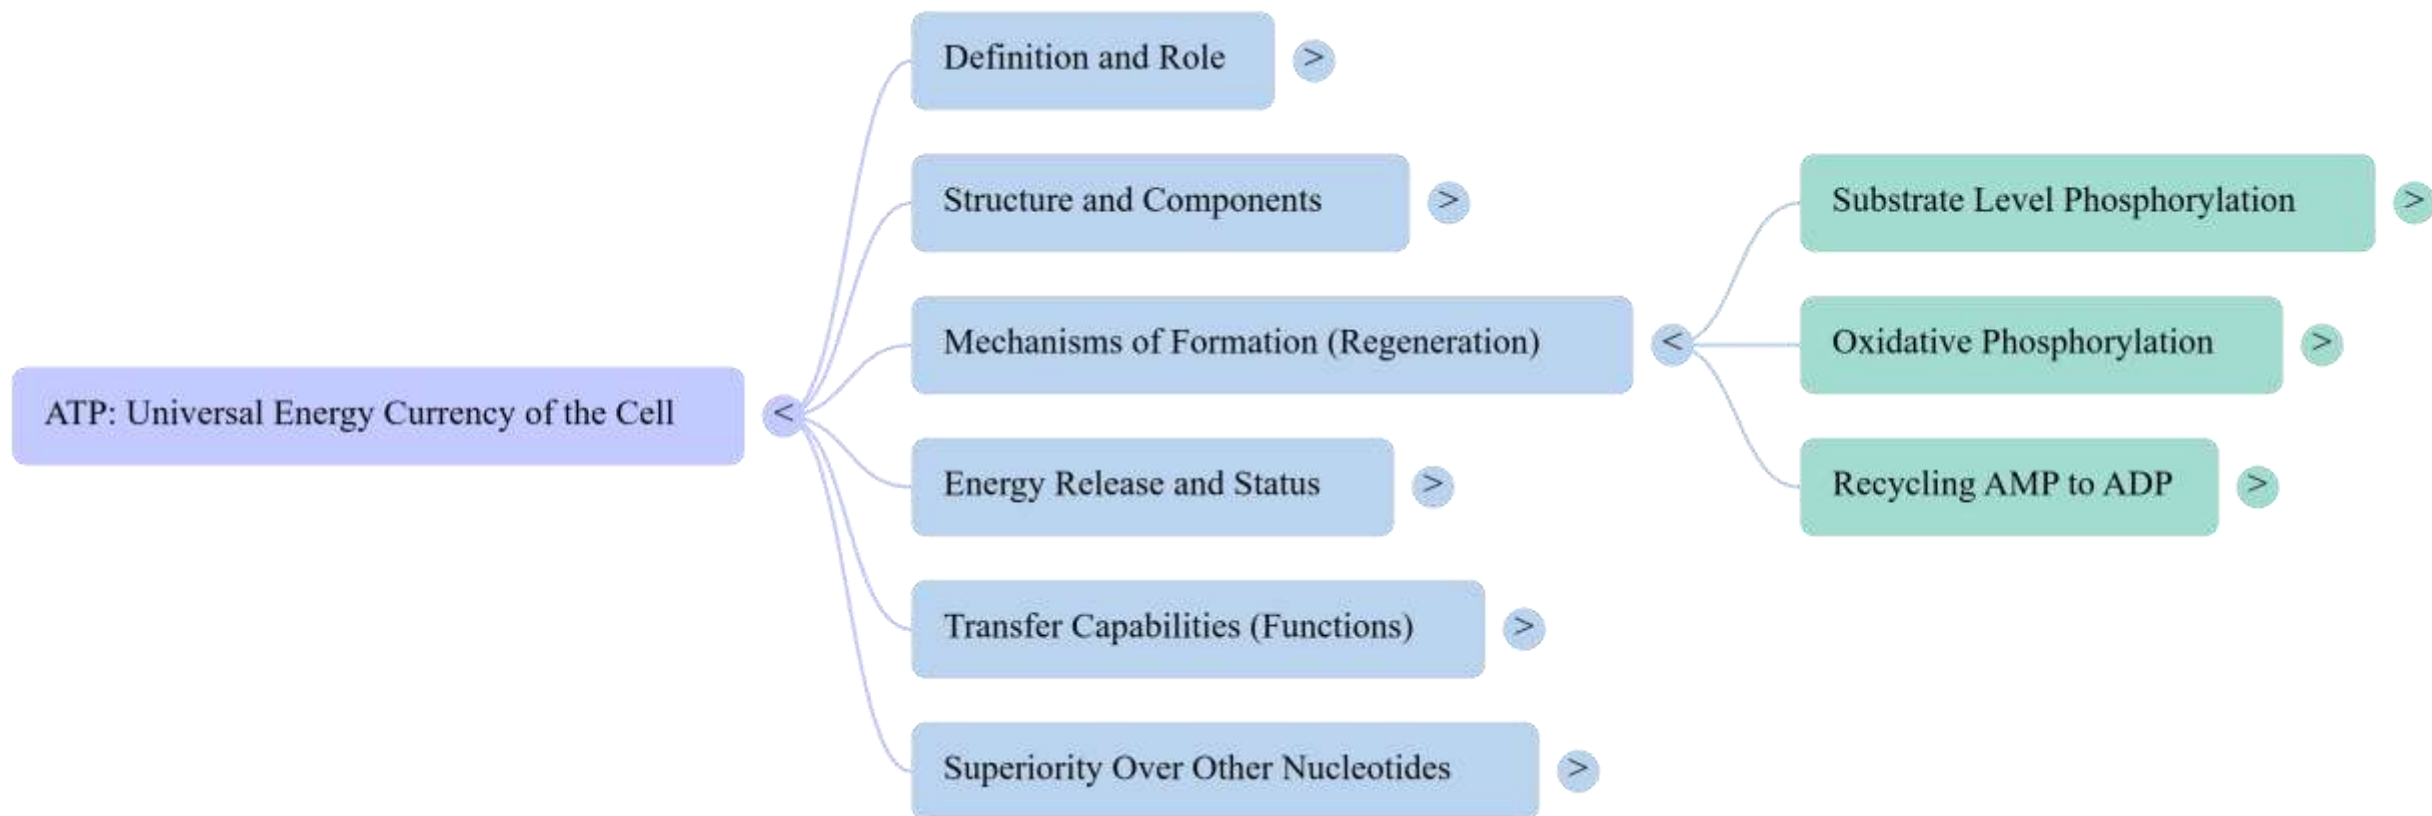 ATP: Universal Energy Currency of the Cell
<
Definition and Role
>
Structure and Components
>
Mechanisms of Formation (Regeneration)
<
Substrate Level Phosphorylation
>
Oxidative Phosphorylation
>
Recycling AMP to ADP
>
Energy Release and Status
>
Transfer Capabilities (Functions)
>
Superiority Over Other Nucleotides
>